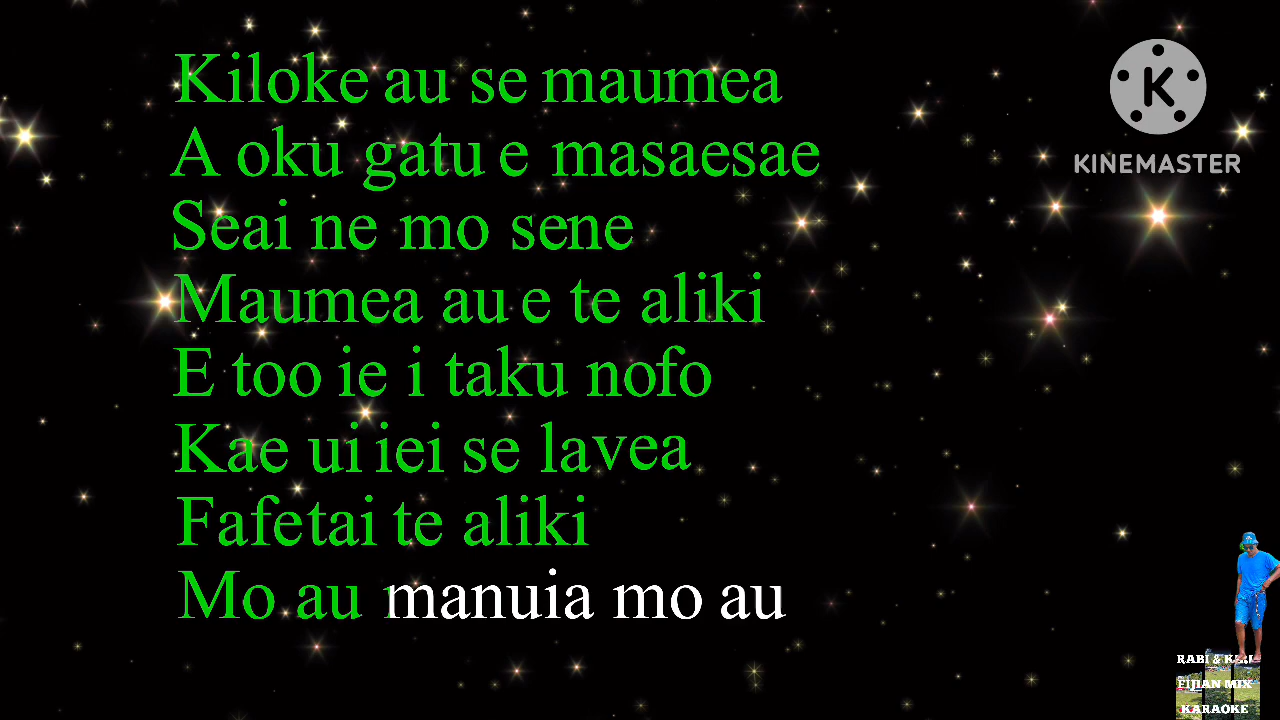 Kiloke au se maumea
A oku gatu e masaesae
Seai ne mo sene
Maumea au e te aliki
E too ie i taku nofo
Kae ui iei se lavea
Fafetai te aliki
Mo au manuia mo au
K
KINEMASTER
RABI &
FIJIAN MIX
KARAOKE